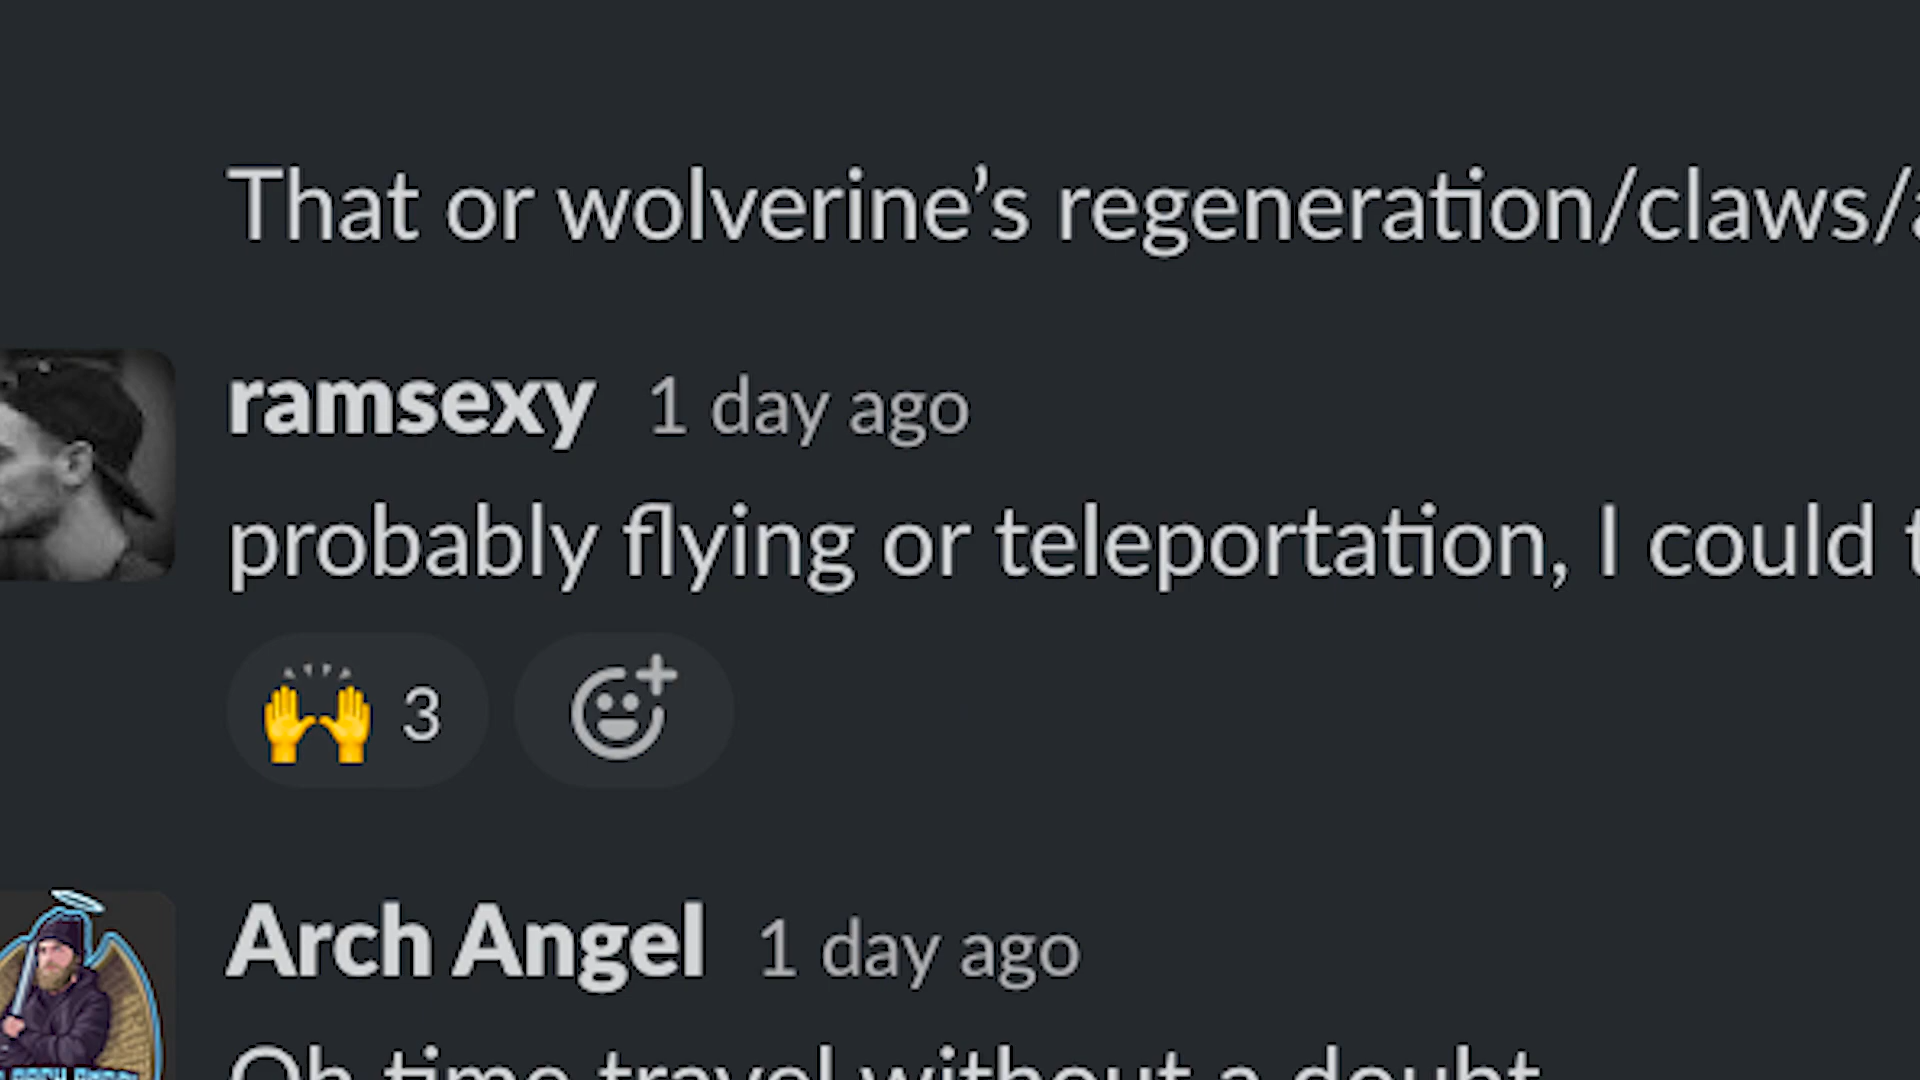 That or wolverine’s regeneration/claws/
ramsexy 1 day ago
probably flying or teleportation, I could
3
Arch Angel 1 day ago
Oh time travel without a doubt